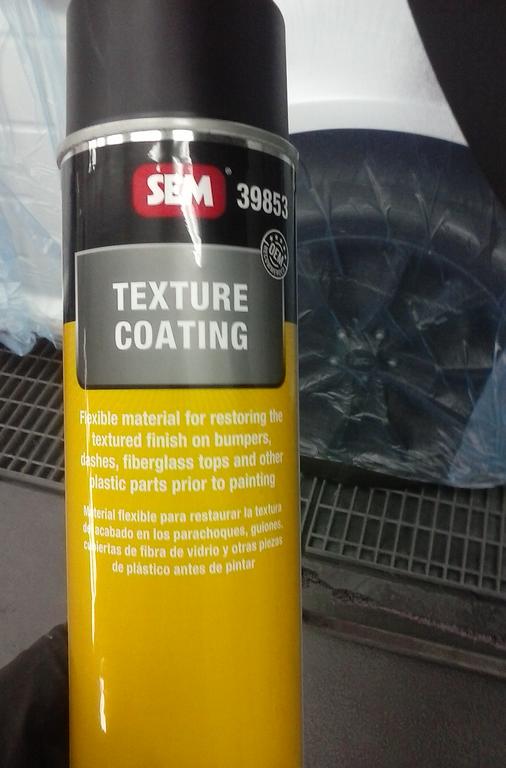 SEM® 39853
OEM
TEXTURE
COATING
Flexible material for restoring the
textured finish on bumpers,
dashes, fiberglass tops and other
plastic parts prior to painting
Material flexible para restaurar la textura
del acabado en los parachoques, guiones,
cubiertas de fibra de vidrio y otras piezas
de plástico antes de pintar